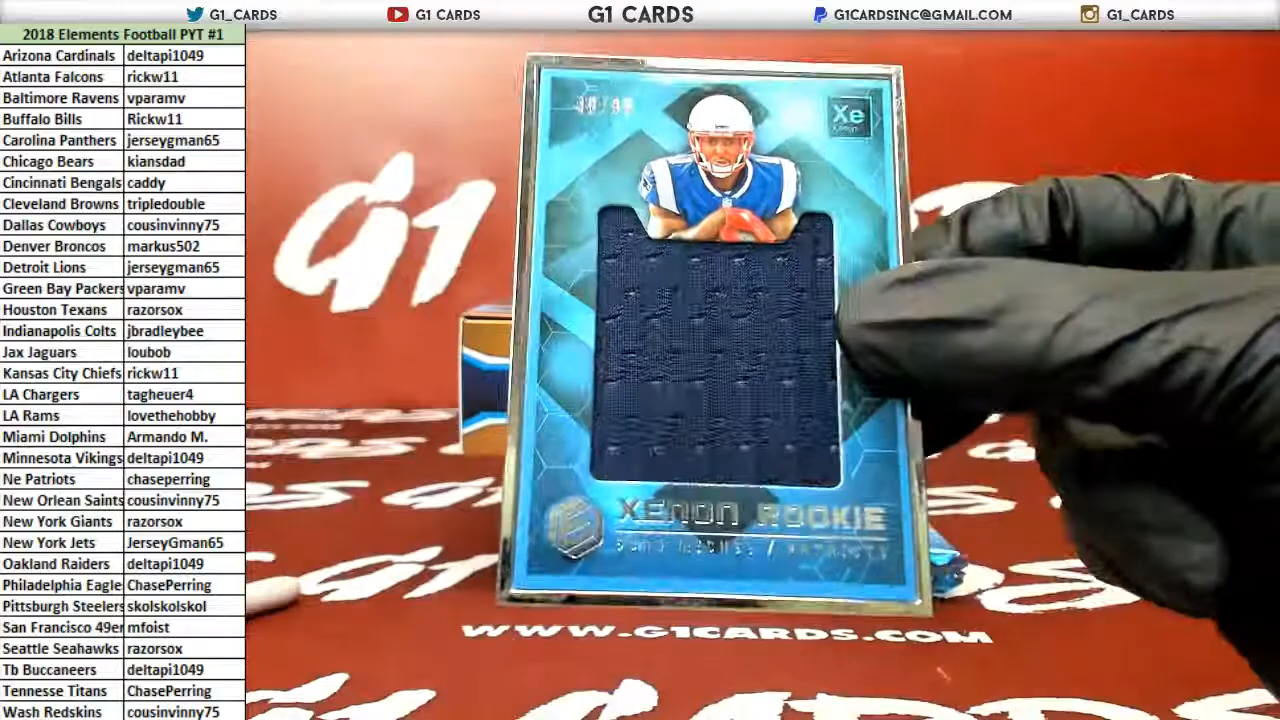 G1_CARDS
G1 CARDS
G1 CARDS
G1CARDSINC@GMAIL.COM
G1_CARDS
2018 Elements Football PYT #1
Arizona Cardinals deltapi1049
Atlanta Falcons rickw11
Baltimore Ravens vparamv
Buffalo Bills Rickw11
Carolina Panthers jerseygman65
Chicago Bears kiansdad
Cincinnati Bengals caddy
Cleveland Browns tripledouble
Dallas Cowboys cousinvinny75
Denver Broncos markus502
Detroit Lions jerseygman65
Green Bay Packers vparamv
Houston Texans razorsox
Indianapolis Colts jbradleybee
Jax Jaguars loubob
Kansas City Chiefs rickw11
LA Chargers tagheuer4
LA Rams lovethehobby
Miami Dolphins Armando M.
Minnesota Vikings deltapi1049
Ne Patriots chaseperring
New Orlean Saints cousinvinny75
New York Giants razorsox
New York Jets JerseyGman65
Oakland Raiders deltapi1049
Philadelphia Eagle ChasePerring
Pittsburgh Steelers skolskolskol
San Francisco 49er mfoist
Seattle Seahawks razorsox
Tb Buccaneers deltapi1049
Tennesse Titans ChasePerring
Wash Redskins cousinvinny75
G1
Xe
XENON ROOKIE
WWW.G1CARDS.COM